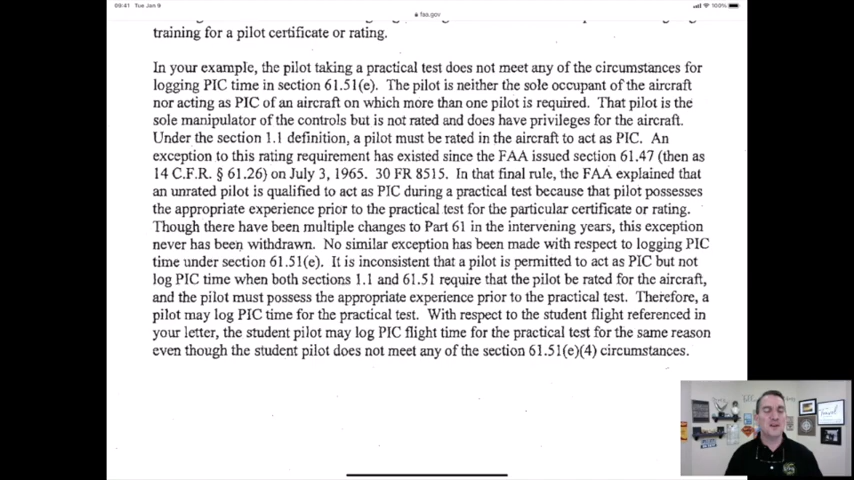 09:41 Tue Jan 9
100%
faa.gov
training for a pilot certificate or rating.
In your example, the pilot taking a practical test does not meet any of the circumstances for
logging PIC time in section 61.51(e). The pilot is neither the sole occupant of the aircraft
nor acting as PIC of an aircraft on which more than one pilot is required. That pilot is the
sole manipulator of the controls but is not rated and does have privileges for the aircraft.
Under the section 1.1 definition, a pilot must be rated in the aircraft to act as PIC. An
exception to this rating requirement has existed since the FAA issued section 61.47 (then as
14 C.F.R. § 61.26) on July 3, 1965. 30 FR 8515. In that final rule, the FAA explained that
an unrated pilot is qualified to act as PIC during a practical test because that pilot possesses
the appropriate experience prior to the practical test for the particular certificate or rating.
Though there have been multiple changes to Part 61 in the intervening years, this exception
never has been withdrawn. No similar exception has been made with respect to logging PIC
time under section 61.51(e). It is inconsistent that a pilot is permitted to act as PIC but not
log PIC time when both sections 1.1 and 61.51 require that the pilot be rated for the aircraft,
and the pilot must possess the appropriate experience prior to the practical test. Therefore, a
pilot may log PIC time for the practical test. With respect to the student flight referenced in
your letter, the student pilot may log PIC flight time for the practical test for the same reason
even though the student pilot does not meet any of the section 61.51(e)(4) circumstances.